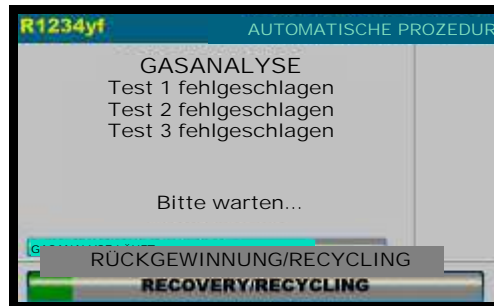 R1234yf
AUTOMATISCHE PROZEDUR
GASANALYSE
Test 1 fehlgeschlagen
Test 2 fehlgeschlagen
Test 3 fehlgeschlagen
Bitte warten...
RÜCKGEWINNUNG/RECYCLING
RECOVERY/RECYCLING